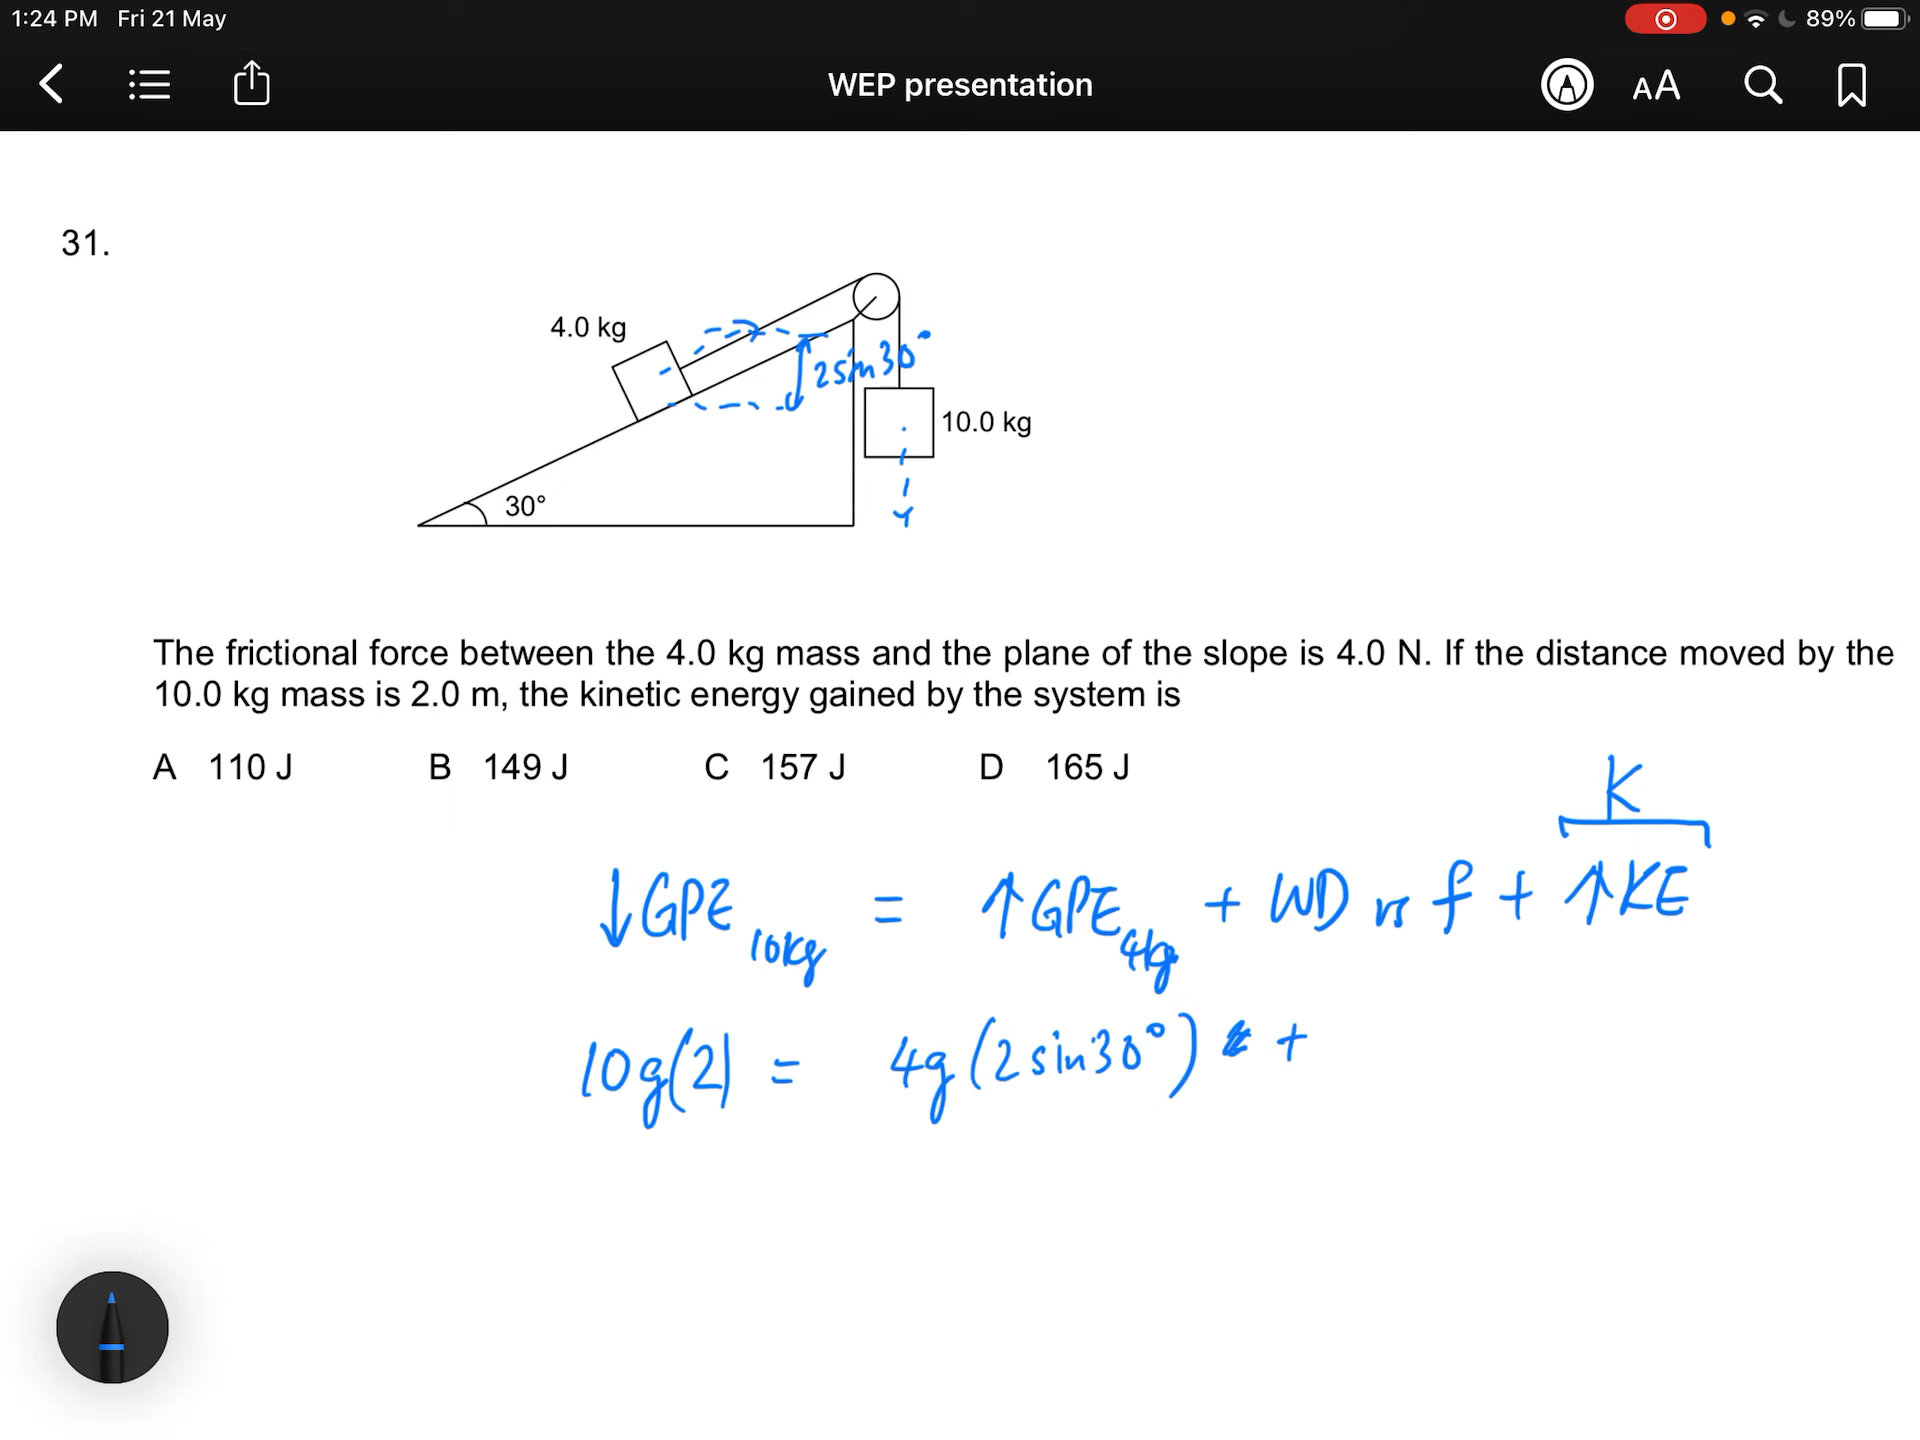 1:24 PM Fri 21 May 89%
WEP presentation
AA
31.
4.0 kg
2sin30°
10.0 kg
30°
The frictional force between the 4.0 kg mass and the plane of the slope is 4.0 N. If the distance moved by the
10.0 kg mass is 2.0 m, the kinetic energy gained by the system is
A 110 J B 149 J C 157 J D 165 J
K
↓GPE 10kg = ↑GPE 4kg + WD vs f + ↑KE
10g(2) = 4g(2sin30°) +